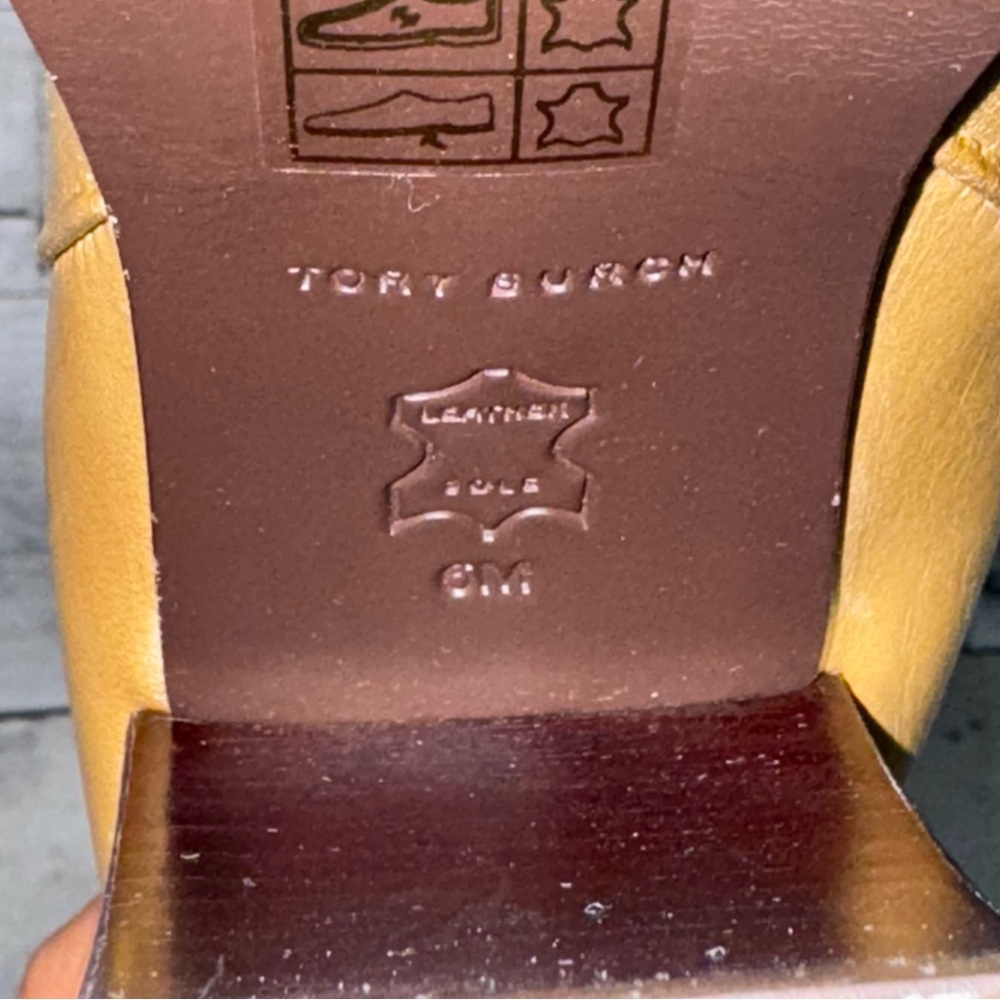 TORY BURCH
LEATHER
SOLE
6M